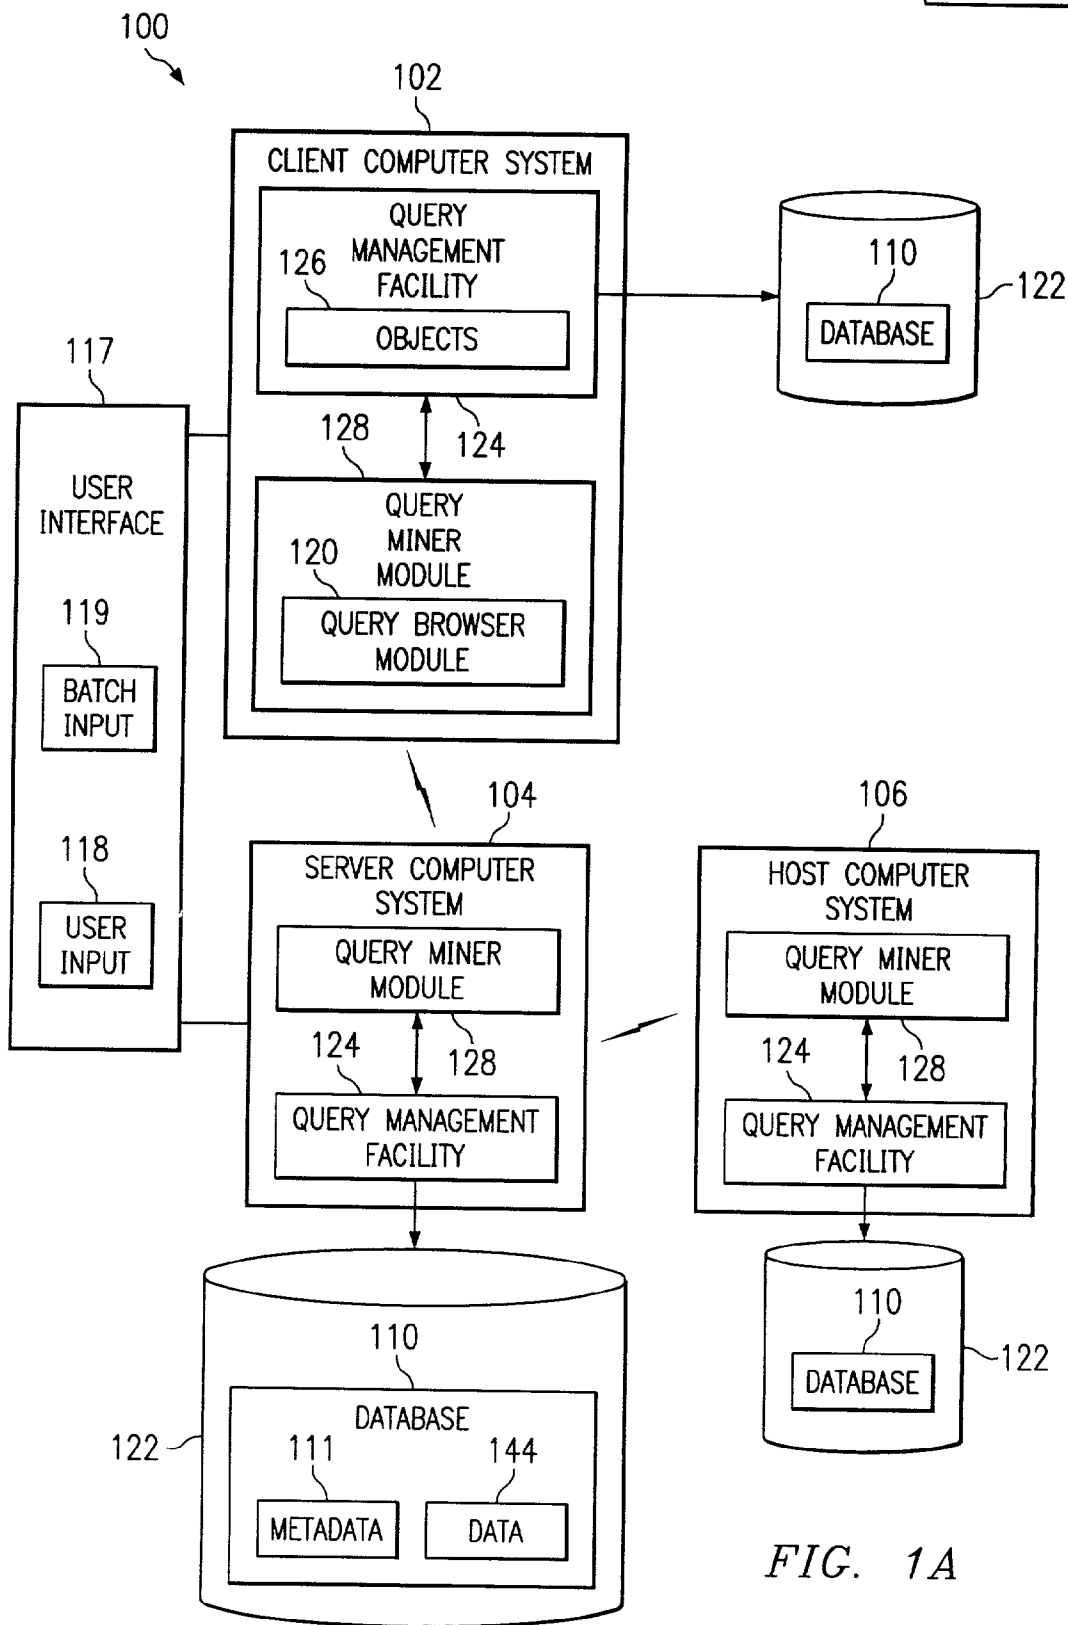 100
102
CLIENT COMPUTER SYSTEM
QUERY
MANAGEMENT
FACILITY
126
OBJECTS
110
DATABASE
122
117
128
124
USER
INTERFACE
QUERY
MINER
MODULE
120
QUERY BROWSER
MODULE
119
BATCH
INPUT
118
USER
INPUT
104
SERVER COMPUTER
SYSTEM
QUERY MINER
MODULE
124
128
QUERY MANAGEMENT
FACILITY
106
HOST COMPUTER
SYSTEM
QUERY MINER
MODULE
124
128
QUERY MANAGEMENT
FACILITY
110
DATABASE
122
111
144
METADATA
DATA
110
DATABASE
122
FIG. 1A